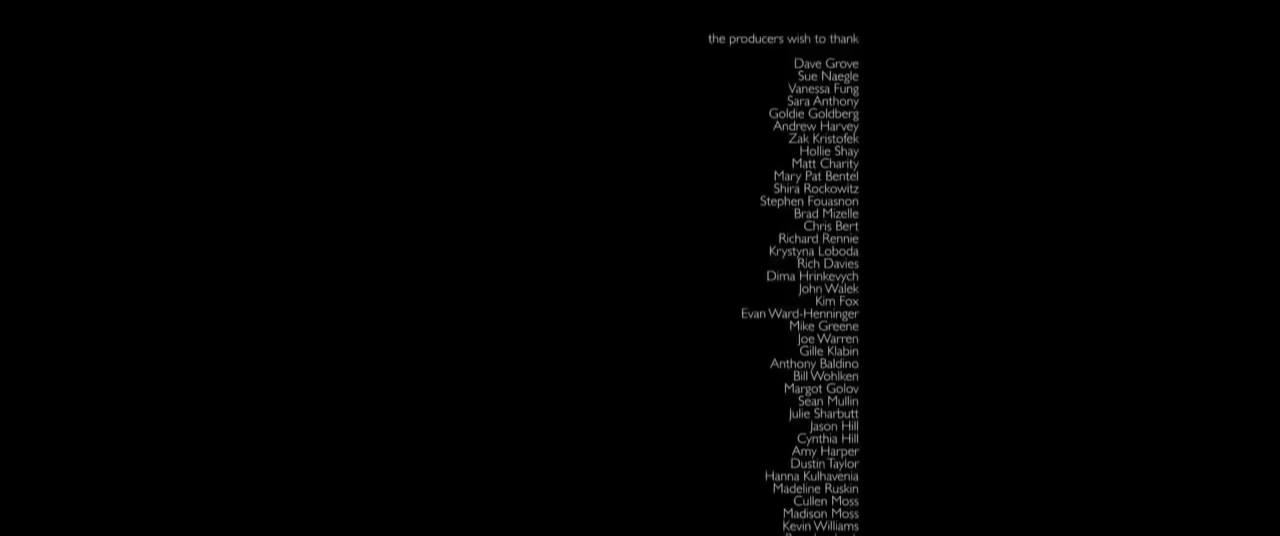 the producers wish to thank
Dave Grove
Sue Naegle
Vanessa Fung
Sara Anthony
Goldie Goldberg
Andrew Harvey
Zak Kristofek
Hollie Shay
Matt Charity
Mary Pat Bentel
Shira Rockowitz
Stephen Fouasnon
Brad Mizelle
Chris Bert
Richard Rennie
Krystyna Loboda
Rich Davies
Dima Hrinkevych
John Walek
Kim Fox
Evan Ward-Henninger
Mike Greene
Joe Warren
Gille Klabin
Anthony Baldino
Bill Wohlken
Margot Golov
Sean Mullin
Julie Sharbutt
Jason Hill
Cynthia Hill
Amy Harper
Dustin Taylor
Hanna Kulhavenia
Madeline Ruskin
Cullen Moss
Madison Moss
Kevin Williams